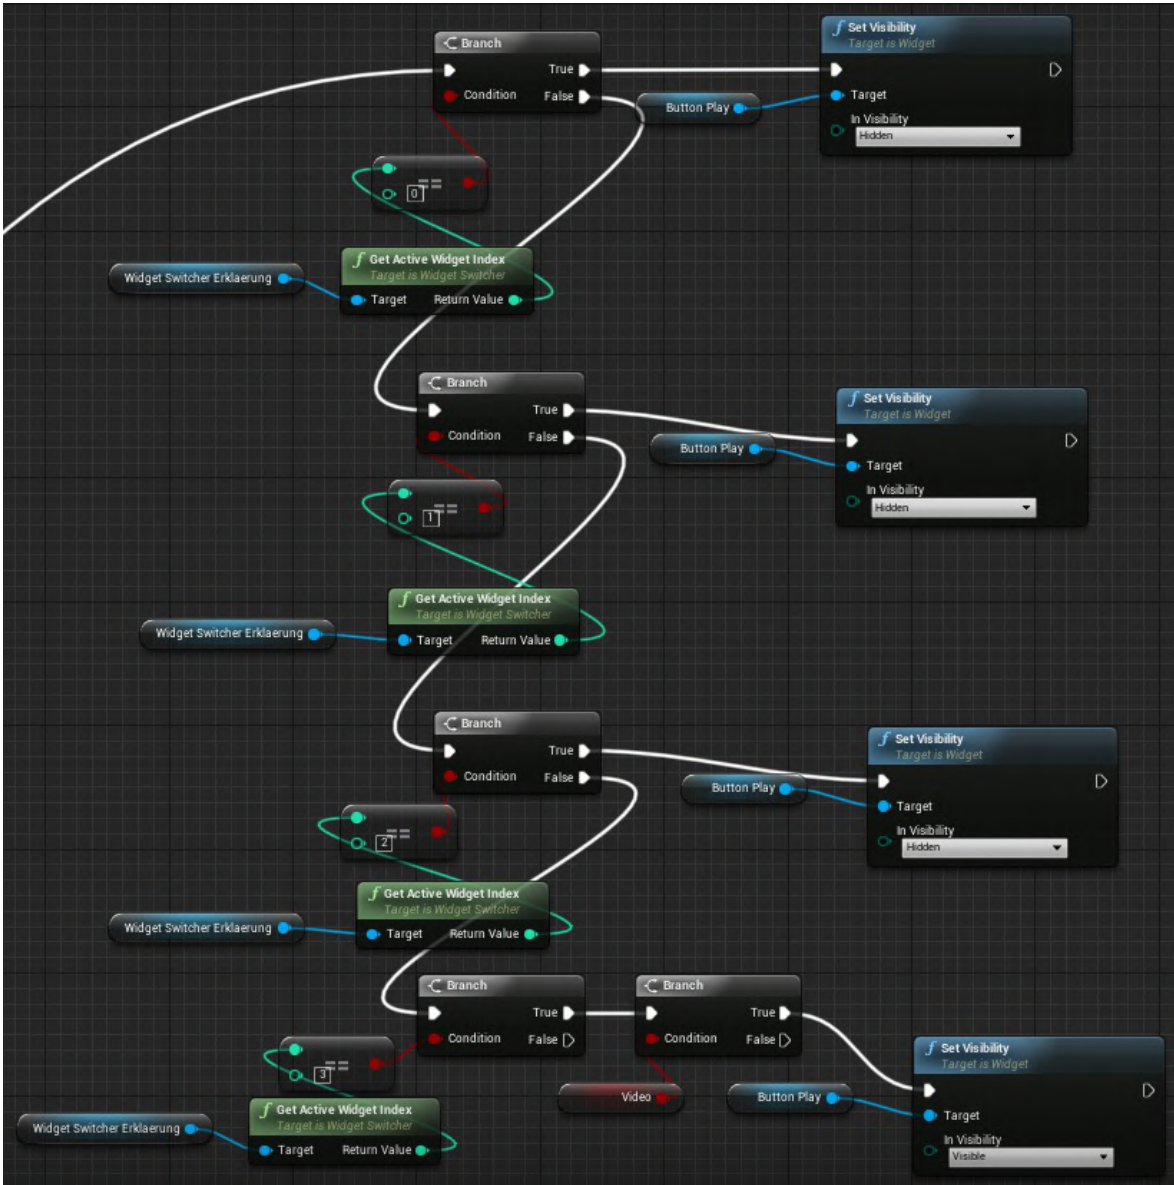 Branch
True
Condition
False
Button Play
Set Visibility
Target is Widget
Target
In Visibility
Hidden
==
0
Get Active Widget Index
Target is Widget Switcher
Widget Switcher Erklaerung
Target
Return Value
Branch
True
Condition
False
Button Play
Set Visibility
Target is Widget
Target
In Visibility
Hidden
==
1
Get Active Widget Index
Target is Widget Switcher
Widget Switcher Erklaerung
Target
Return Value
Branch
True
Condition
False
Button Play
Set Visibility
Target is Widget
Target
In Visibility
Hidden
==
2
Get Active Widget Index
Target is Widget Switcher
Widget Switcher Erklaerung
Target
Return Value
Branch
True
Condition
False
Branch
True
Condition
False
==
3
Video
Button Play
Set Visibility
Target is Widget
Target
In Visibility
Visible
Get Active Widget Index
Target is Widget Switcher
Widget Switcher Erklaerung
Target
Return Value